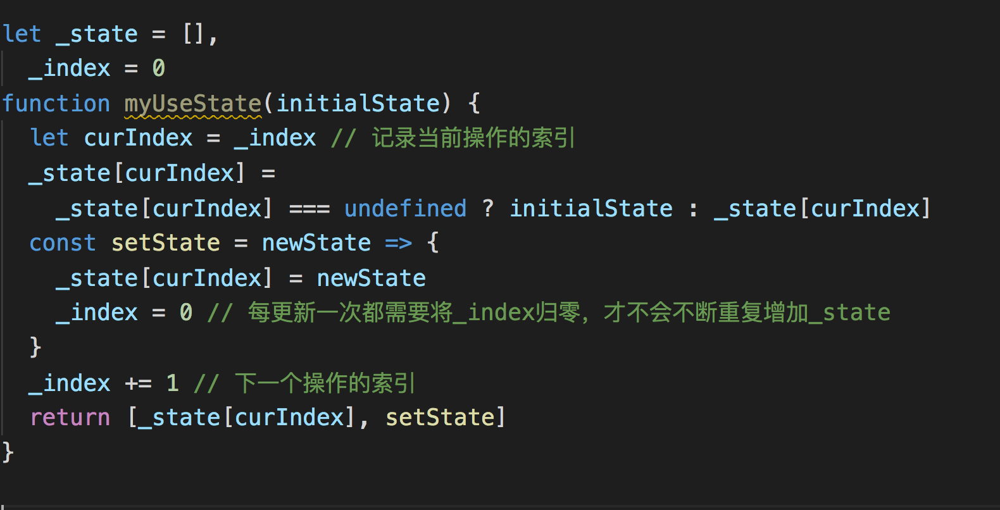 let _state = [],
  _index = 0
function myUseState(initialState) {
  let curIndex = _index // 记录当前操作的索引
  _state[curIndex] =
    _state[curIndex] === undefined ? initialState : _state[curIndex]
  const setState = newState => {
    _state[curIndex] = newState
    _index = 0 // 每更新一次都需要将_index归零，才不会不断重复增加_state
  }
  _index += 1 // 下一个操作的索引
  return [_state[curIndex], setState]
}